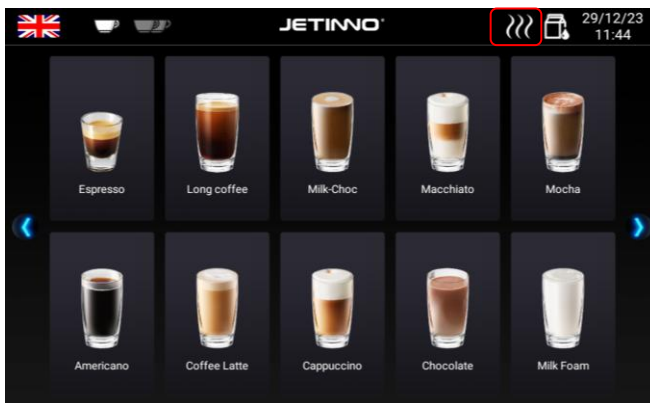 JETINNO
29/12/23
11:44
Espresso
Long coffee
Milk-Choc
Macchiato
Mocha
Americano
Coffee Latte
Cappuccino
Chocolate
Milk Foam